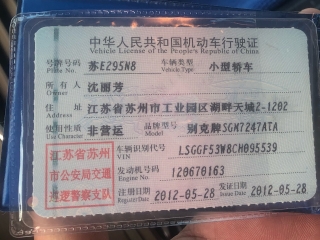 中华人民共和国机动车行驶证
Vehicle License of the People's Republic of China
号牌号码 苏E295N8 车辆类型 小型轿车
Plate No. Vehicle Type
所有人 沈丽芳
Owner
住址 江苏省苏州市工业园区湖畔天城2-1202
Address
使用性质 非营运 品牌型号 别克牌SGM7247ATA
Use Character Model
江苏省苏州 车辆识别代号 LSGGF53W8CH095539
VIN
市公安局交通 发动机号码 120670163
Engine No.
巡逻警察支队 注册日期 2012-05-28 发证日期 2012-05-28
Register Date Issue Date